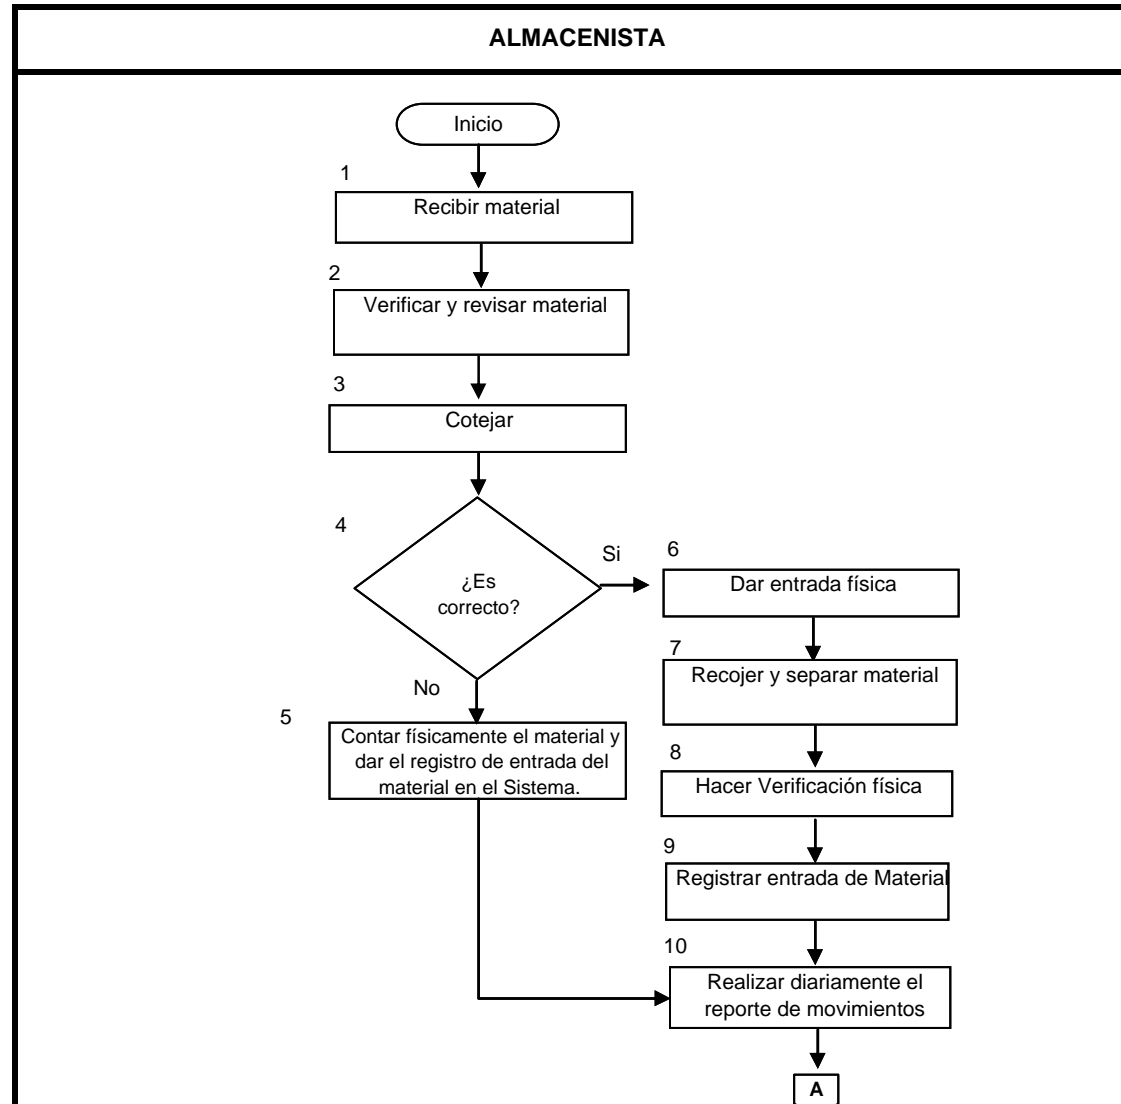 ALMACENISTA
Inicio
1
Recibir material
2
Verificar y revisar material
3
Cotejar
4
¿Es
correcto?
Si
No
5
Contar físicamente el material y
dar el registro de entrada del
material en el Sistema.
6
Dar entrada física
7
Recojer y separar material
8
Hacer Verificación física
9
Registrar entrada de Material
10
Realizar diariamente el
reporte de movimientos
A